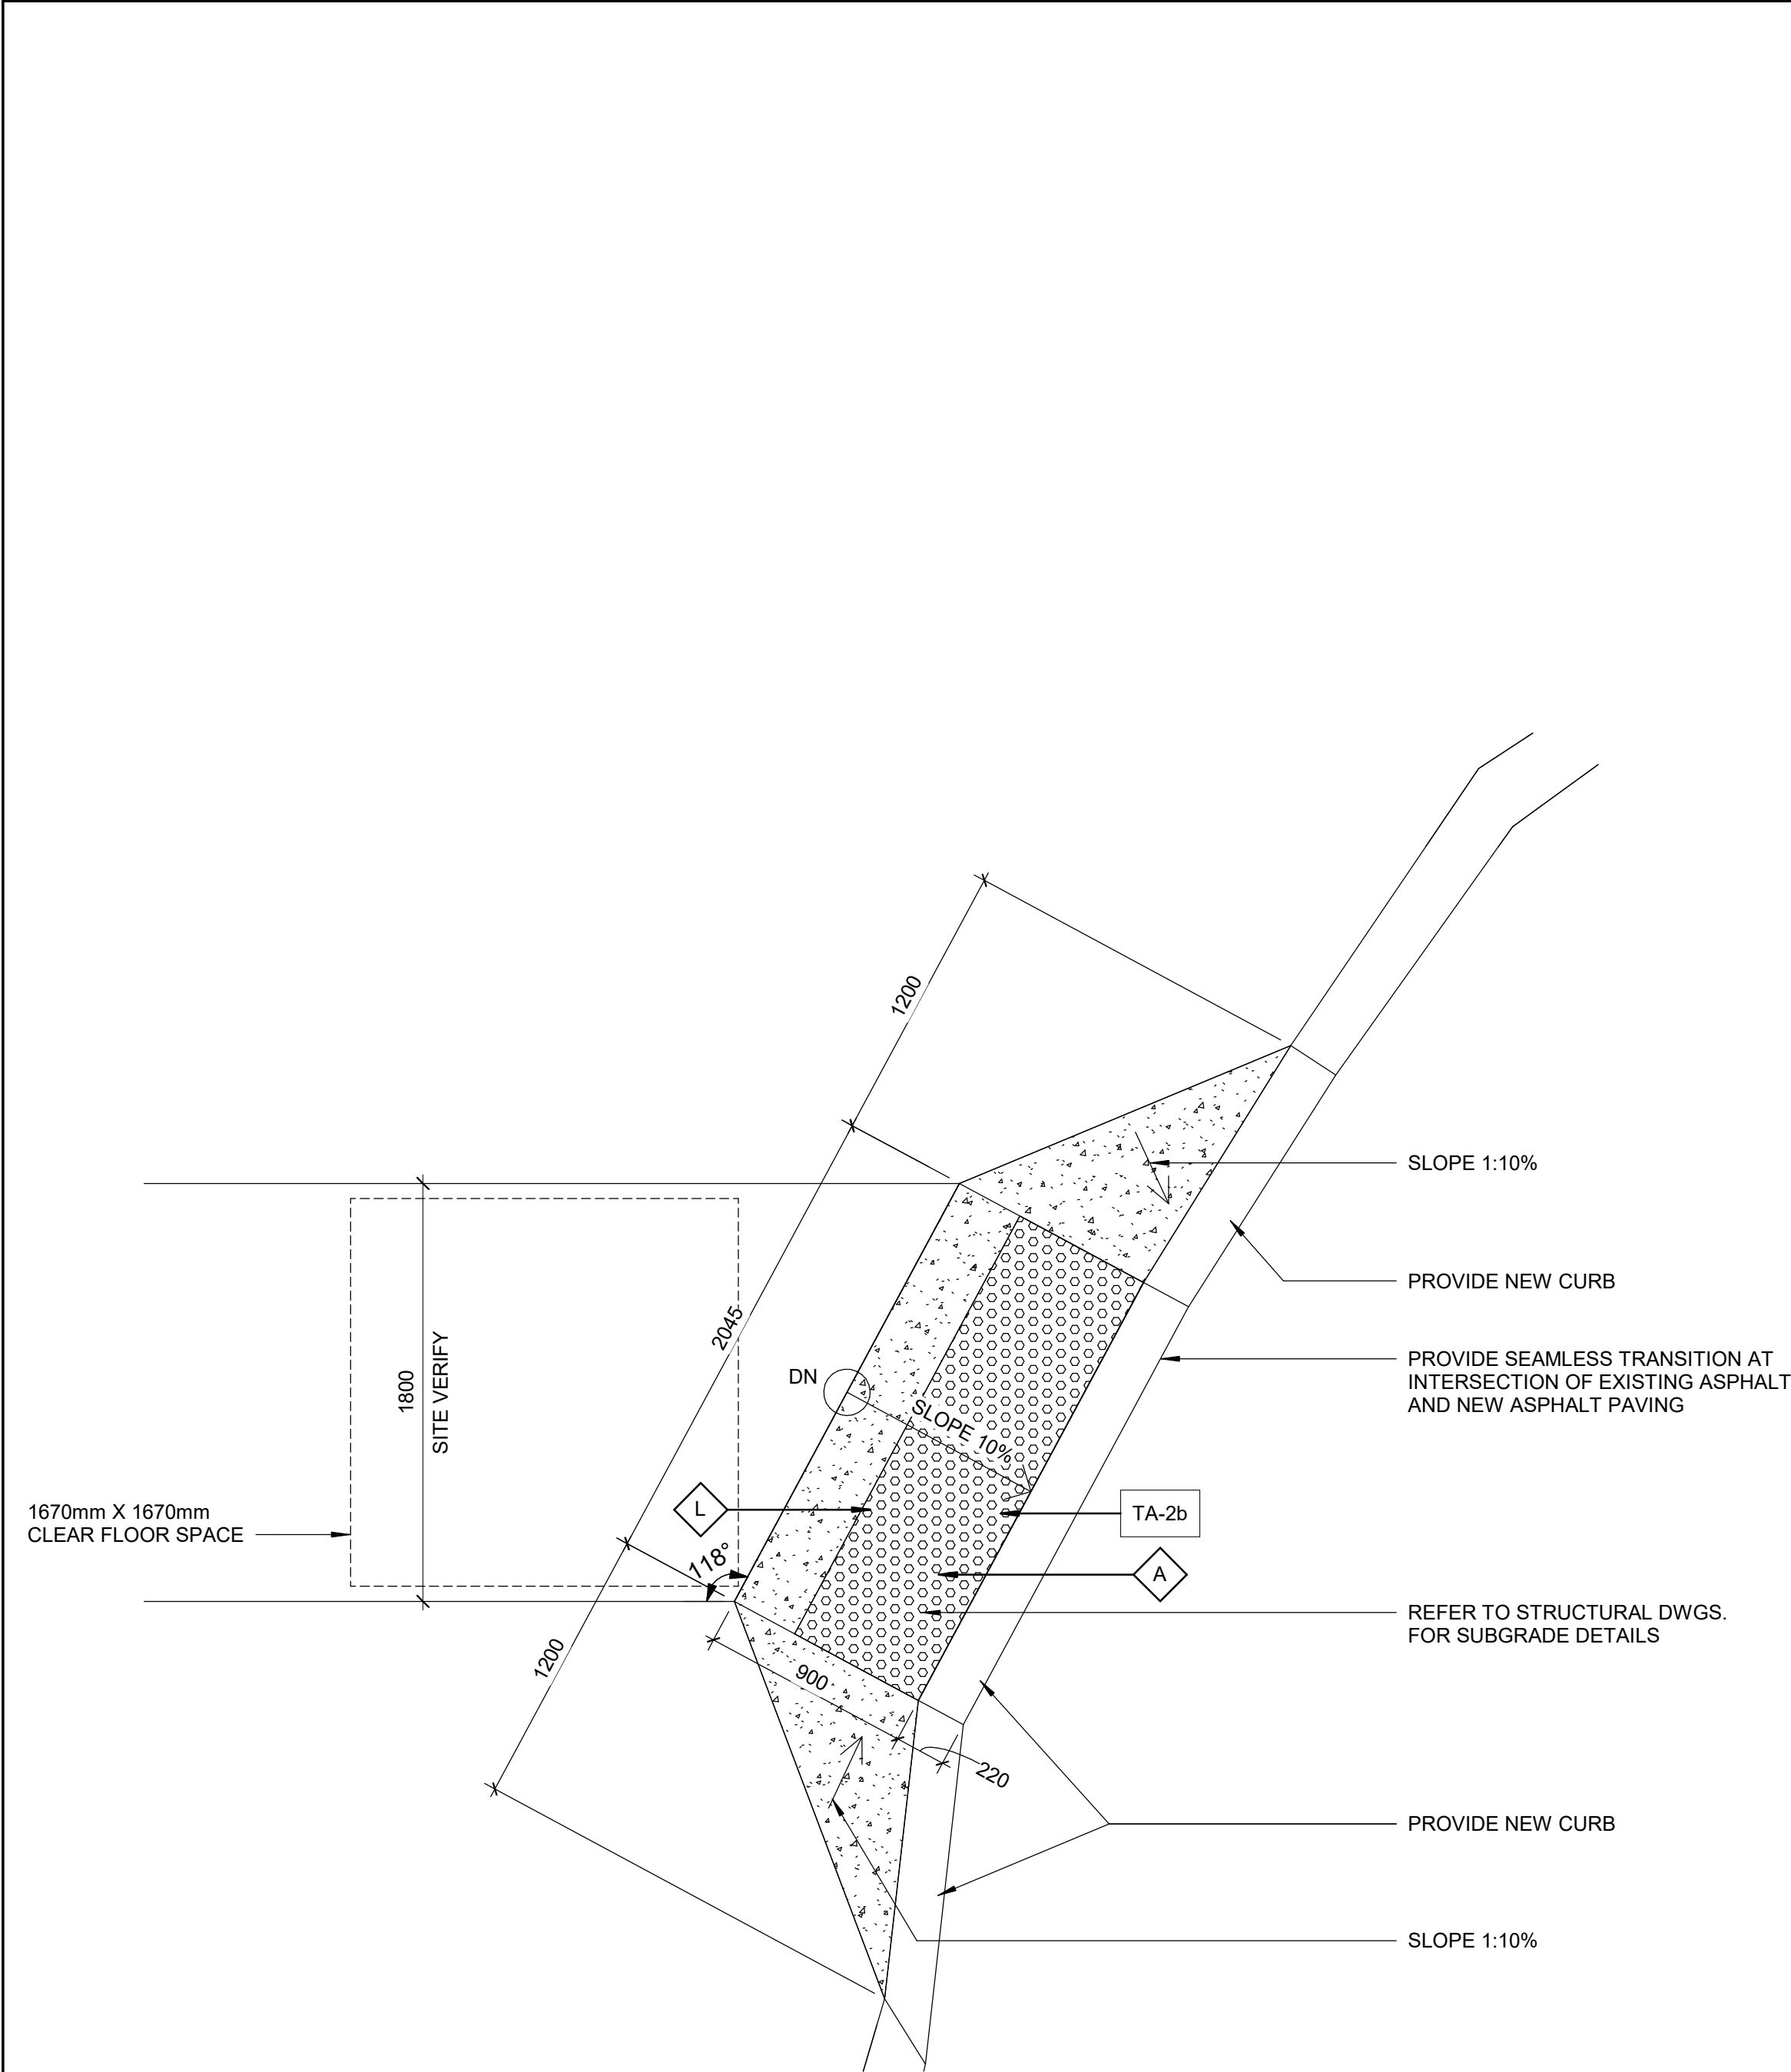 1200
SLOPE 1:10%
PROVIDE NEW CURB
2045
PROVIDE SEAMLESS TRANSITION AT
INTERSECTION OF EXISTING ASPHALT
AND NEW ASPHALT PAVING
1800
SITE VERIFY
DN
SLOPE 10%
L
TA-2b
1670mm X 1670mm
CLEAR FLOOR SPACE
118°
A
REFER TO STRUCTURAL DWGS.
FOR SUBGRADE DETAILS
1200
900
220
PROVIDE NEW CURB
SLOPE 1:10%